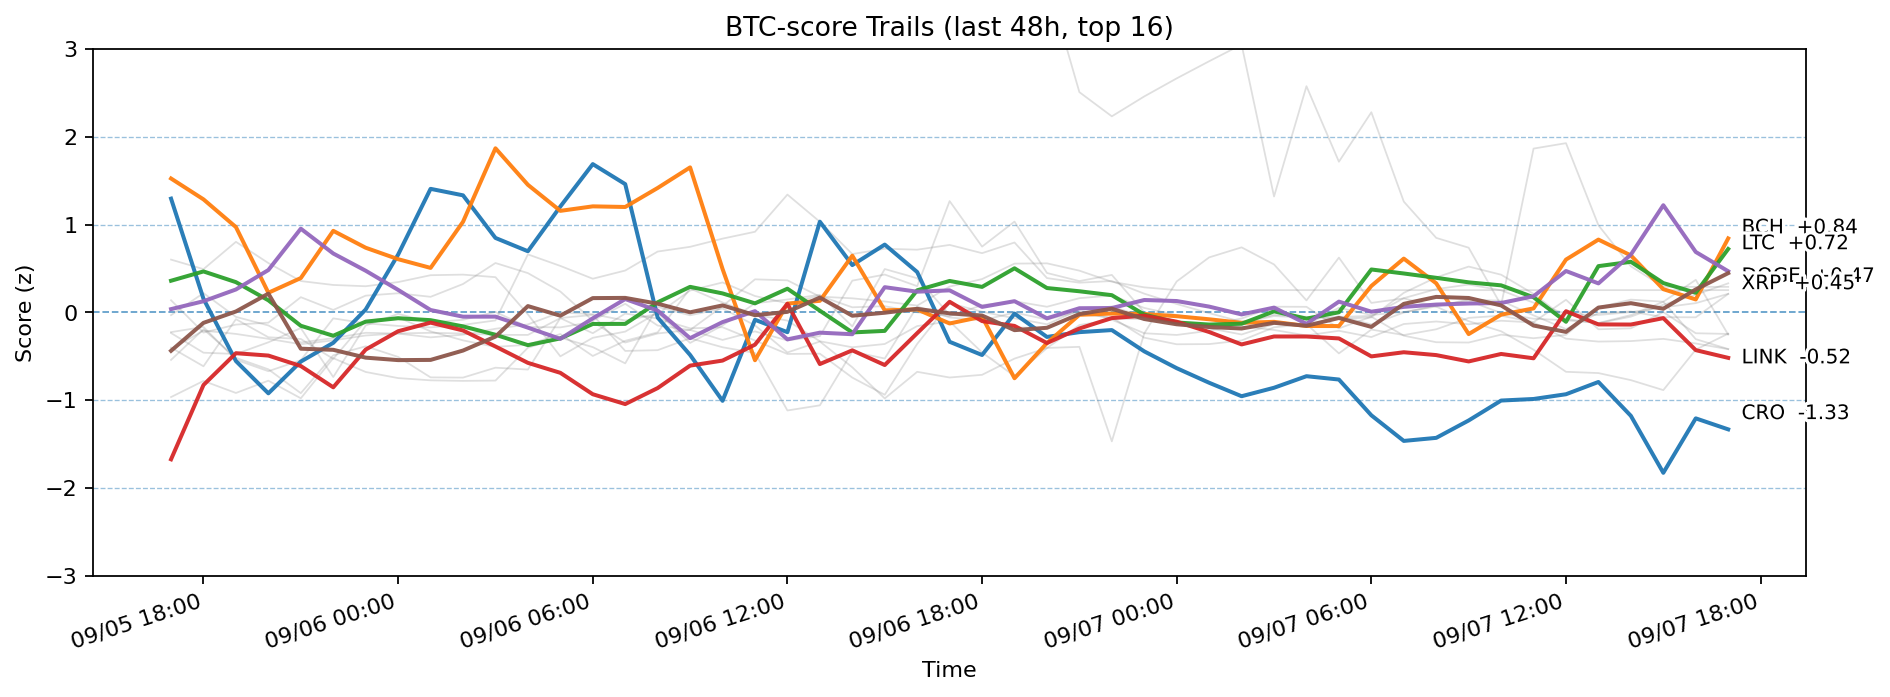 BTC-score Trails (last 48h, top 16)
Score (z)
3
2
1
0
−1
−2
−3
BCH +0.84
LTC +0.72
XRP +0.45
LINK -0.52
CRO -1.33
09/05 18:00
09/06 00:00
09/06 06:00
09/06 12:00
09/06 18:00
09/07 00:00
09/07 06:00
09/07 12:00
09/07 18:00
Time